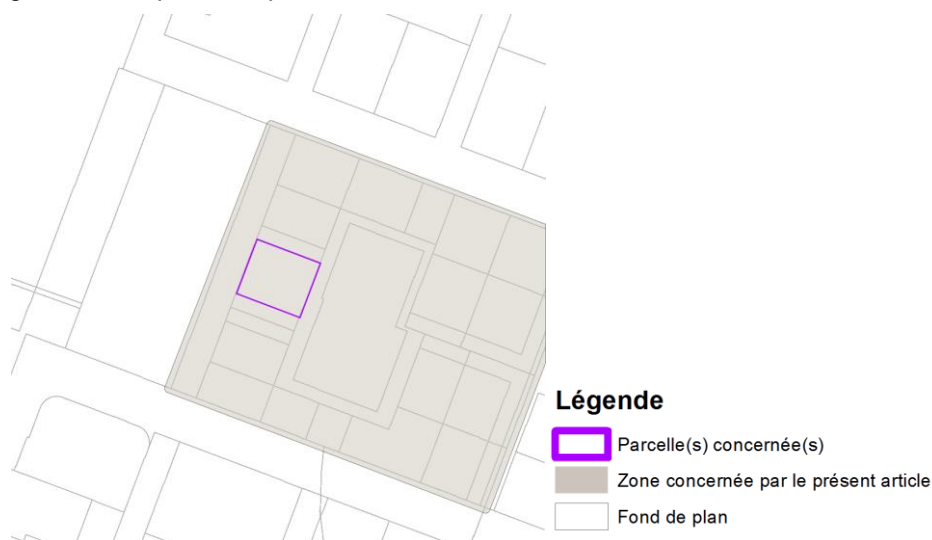 Légende
Parcelle(s) concernée(s)
Zone concernée par le présent article
Fond de plan